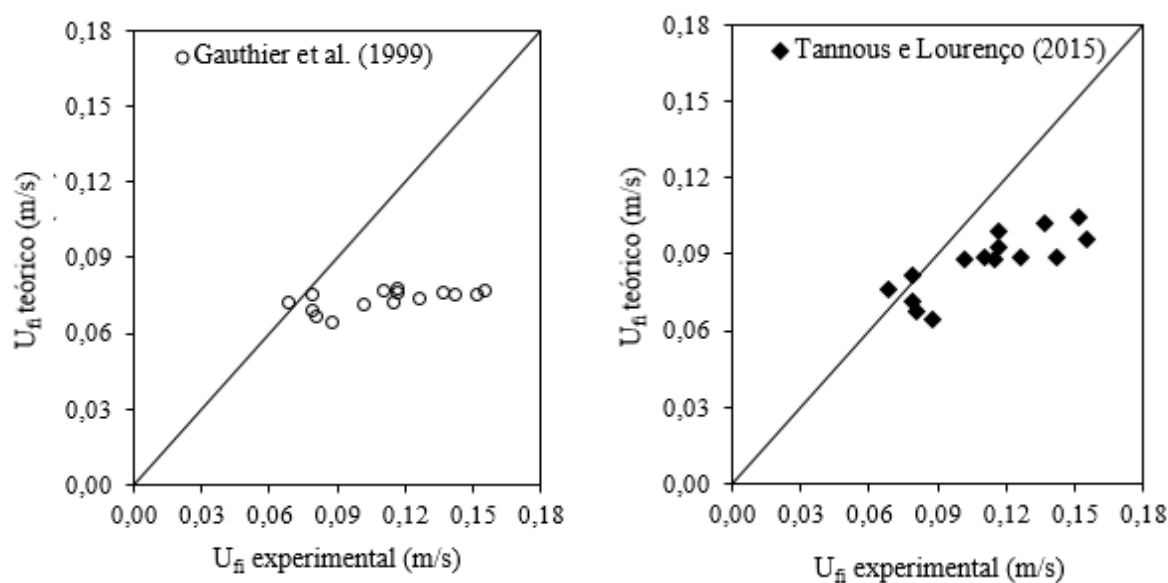 0,18
Gauthier et al. (1999)
0,15
0,12
0,09
0,06
0,03
0,00
U_fi teórico (m/s)
0,00 0,03 0,06 0,09 0,12 0,15 0,18
U_fi experimental (m/s)
0,18
Tannous e Lourenço (2015)
0,15
0,12
0,09
0,06
0,03
0,00
U_fi teórico (m/s)
0,00 0,03 0,06 0,09 0,12 0,15 0,18
U_fi experimental (m/s)